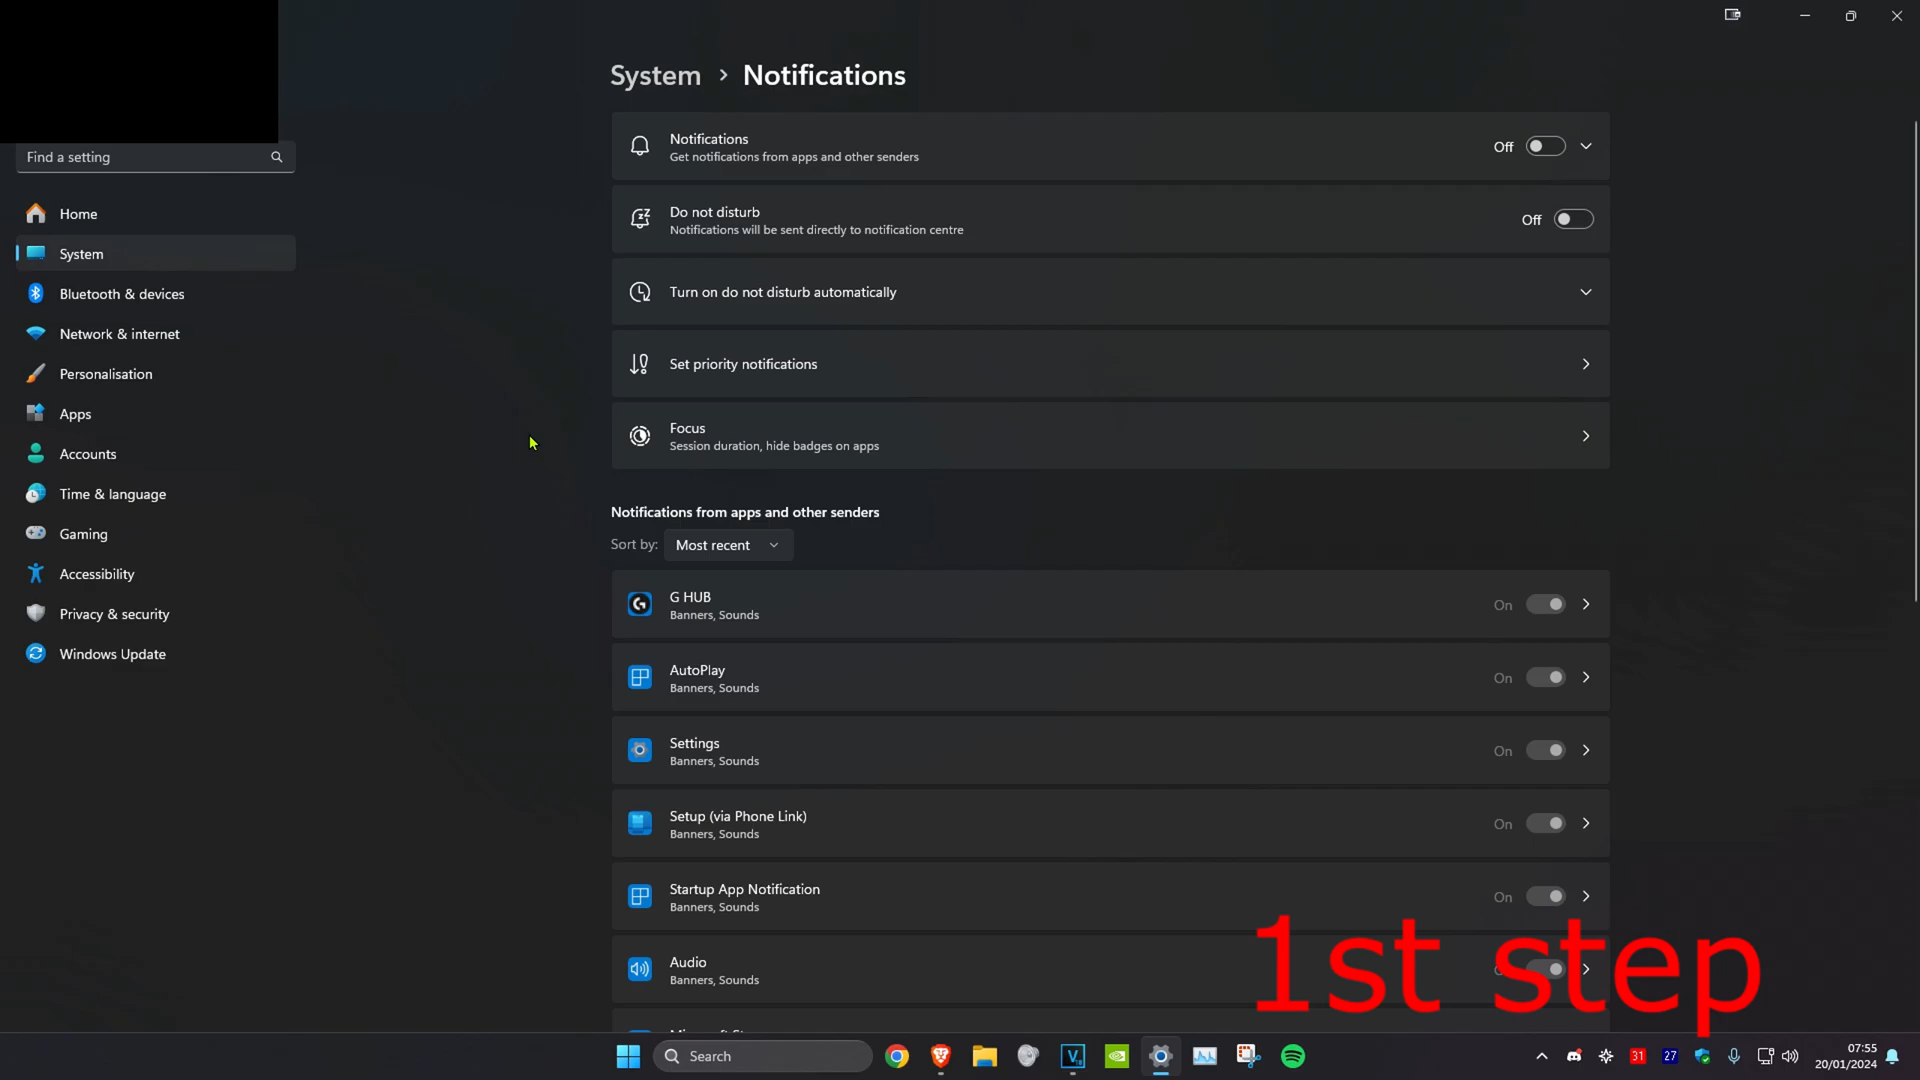 System > Notifications
Find a setting
Home
System
Bluetooth & devices
Network & internet
Personalisation
Apps
Accounts
Time & language
Gaming
Accessibility
Privacy & security
Windows Update
Notifications
Get notifications from apps and other senders
Off
Do not disturb
Notifications will be sent directly to notification centre
Off
Turn on do not disturb automatically
Set priority notifications
Focus
Session duration, hide badges on apps
Notifications from apps and other senders
Sort by: Most recent
G HUB
Banners, Sounds
On
AutoPlay
Banners, Sounds
On
Settings
Banners, Sounds
On
Setup (via Phone Link)
Banners, Sounds
On
Startup App Notification
Banners, Sounds
On
Audio
Banners, Sounds
1st step
Search
31
27
07:55
20/01/2024